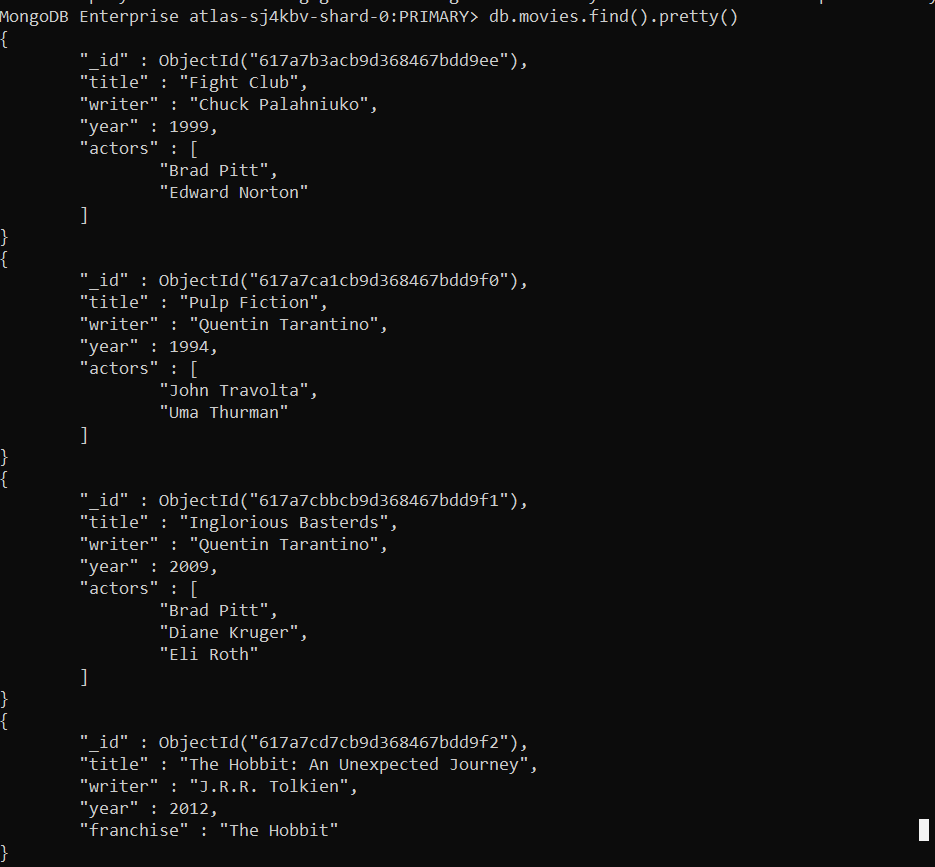 MongoDB Enterprise atlas-sj4kbv-shard-0:PRIMARY> db.movies.find().pretty()
{
        "_id" : ObjectId("617a7b3acb9d368467bdd9ee"),
        "title" : "Fight Club",
        "writer" : "Chuck Palahniuko",
        "year" : 1999,
        "actors" : [
                "Brad Pitt",
                "Edward Norton"
        ]
}
{
        "_id" : ObjectId("617a7ca1cb9d368467bdd9f0"),
        "title" : "Pulp Fiction",
        "writer" : "Quentin Tarantino",
        "year" : 1994,
        "actors" : [
                "John Travolta",
                "Uma Thurman"
        ]
}
{
        "_id" : ObjectId("617a7cbbcb9d368467bdd9f1"),
        "title" : "Inglorious Basterds",
        "writer" : "Quentin Tarantino",
        "year" : 2009,
        "actors" : [
                "Brad Pitt",
                "Diane Kruger",
                "Eli Roth"
        ]
}
{
        "_id" : ObjectId("617a7cd7cb9d368467bdd9f2"),
        "title" : "The Hobbit: An Unexpected Journey",
        "writer" : "J.R.R. Tolkien",
        "year" : 2012,
        "franchise" : "The Hobbit"
}